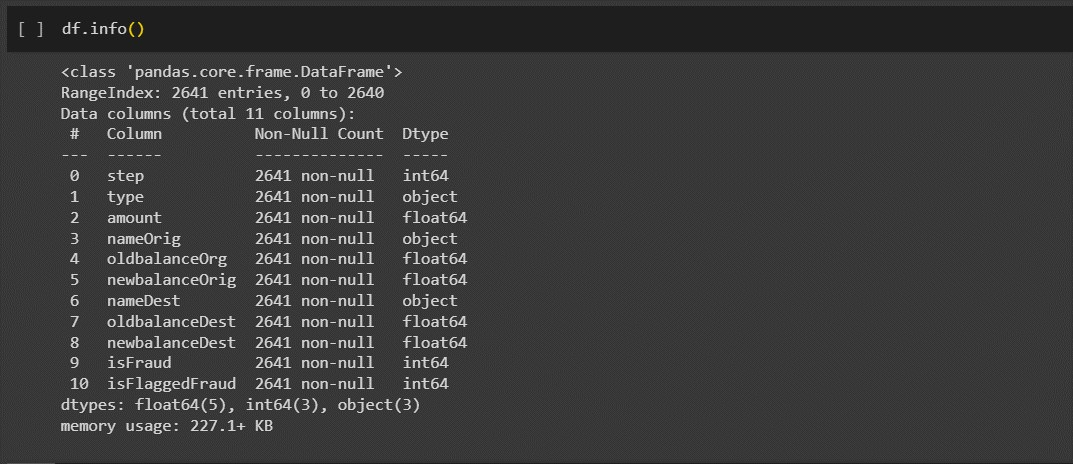 [ ] df.info()
<class 'pandas.core.frame.DataFrame'>
RangeIndex: 2641 entries, 0 to 2640
Data columns (total 11 columns):
 #   Column          Non-Null Count  Dtype
---  ------          --------------  -----
 0   step            2641 non-null   int64
 1   type            2641 non-null   object
 2   amount          2641 non-null   float64
 3   nameOrig        2641 non-null   object
 4   oldbalanceOrg   2641 non-null   float64
 5   newbalanceOrig  2641 non-null   float64
 6   nameDest        2641 non-null   object
 7   oldbalanceDest  2641 non-null   float64
 8   newbalanceDest  2641 non-null   float64
 9   isFraud         2641 non-null   int64
 10  isFlaggedFraud  2641 non-null   int64
dtypes: float64(5), int64(3), object(3)
memory usage: 227.1+ KB